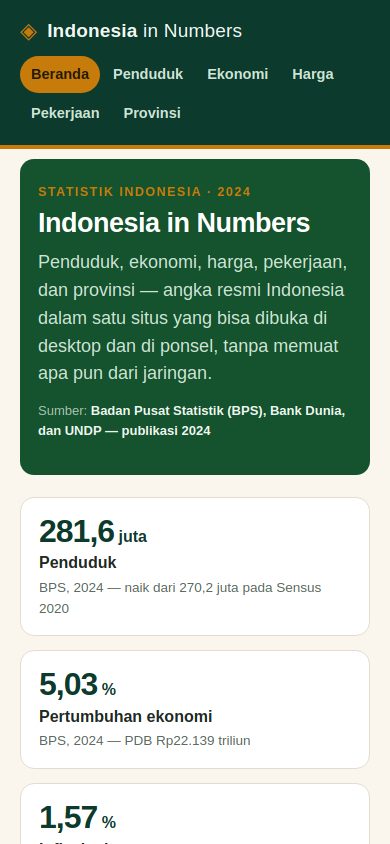 Indonesia in Numbers
Beranda Penduduk Ekonomi Harga
Pekerjaan Provinsi
STATISTIK INDONESIA · 2024
Indonesia in Numbers
Penduduk, ekonomi, harga, pekerjaan,
dan provinsi — angka resmi Indonesia
dalam satu situs yang bisa dibuka di
desktop dan di ponsel, tanpa memuat
apa pun dari jaringan.
Sumber: Badan Pusat Statistik (BPS), Bank Dunia,
dan UNDP — publikasi 2024
281,6 juta
Penduduk
BPS, 2024 — naik dari 270,2 juta pada Sensus
2020
5,03 %
Pertumbuhan ekonomi
BPS, 2024 — PDB Rp22.139 triliun
1,57 %